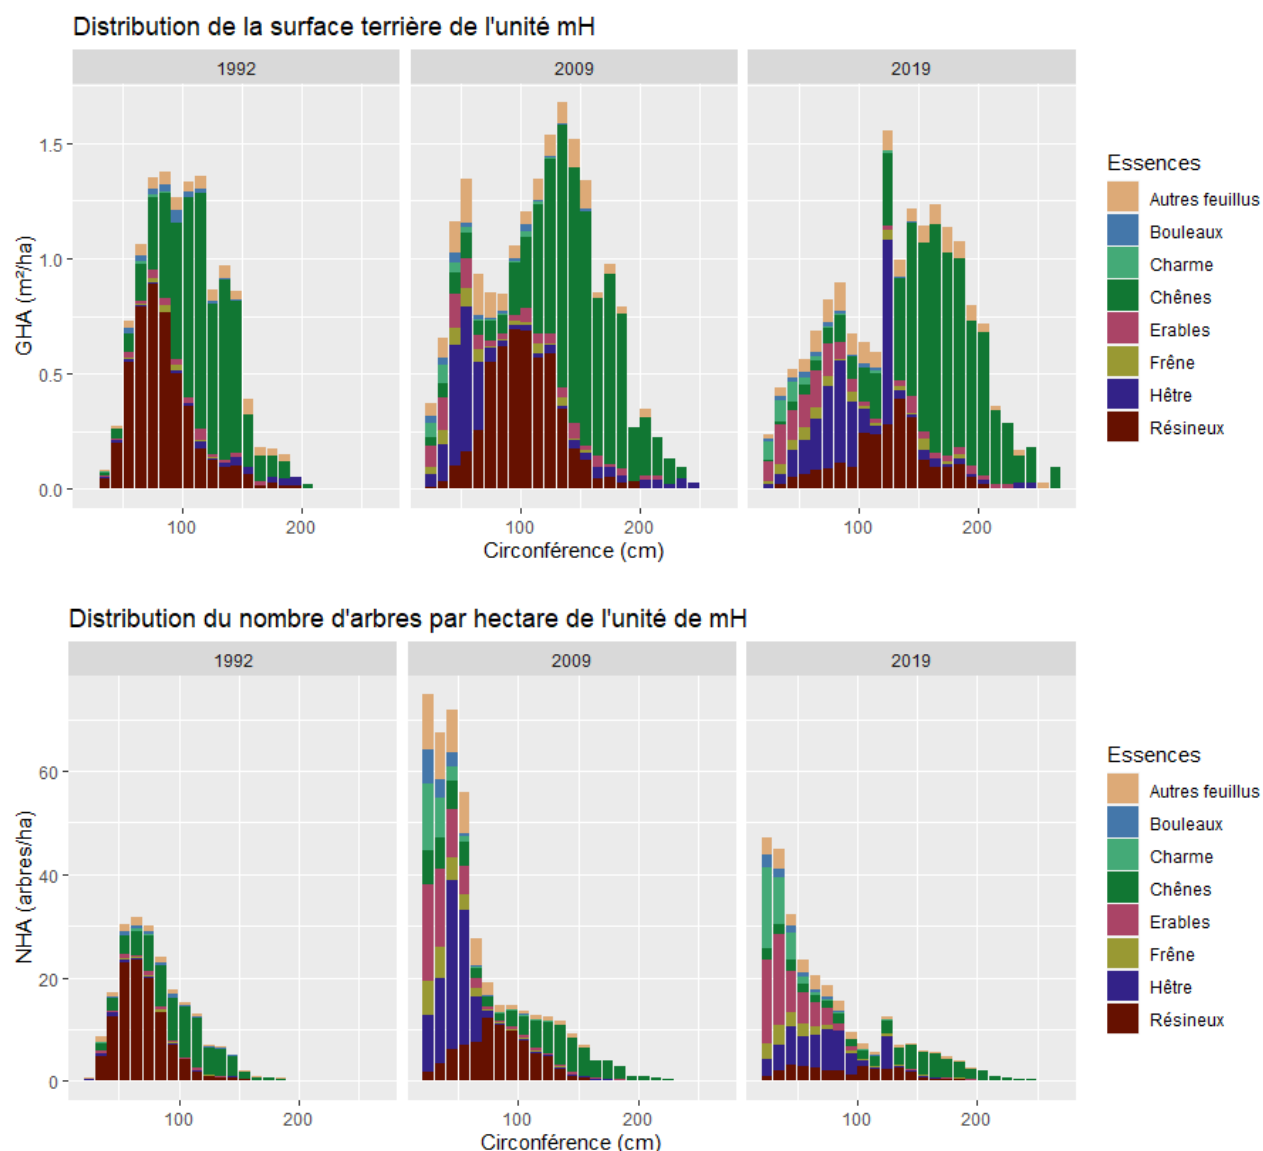 Distribution de la surface terrière de l'unité mH
1992
2009
2019
GHA (m²/ha)
1.5
1.0
0.5
0.0
100
200
100
200
100
200
Circonférence (cm)
Essences
Autres feuillus
Bouleaux
Charme
Chênes
Erables
Frêne
Hêtre
Résineux
Distribution du nombre d'arbres par hectare de l'unité de mH
1992
2009
2019
NHA (arbres/ha)
60
40
20
0
100
200
100
200
100
200
Circonférence (cm)
Essences
Autres feuillus
Bouleaux
Charme
Chênes
Erables
Frêne
Hêtre
Résineux